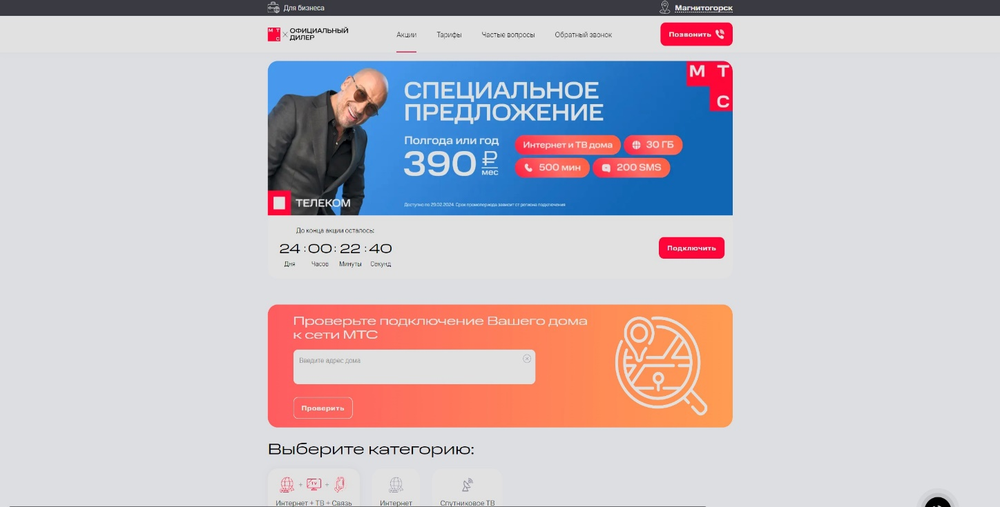 Для бизнеса
Магнитогорск
М Т С × ОФИЦИАЛЬНЫЙ ДИЛЕР
Акции
Тарифы
Частые вопросы
Обратный звонок
Позвонить
М Т
С
СПЕЦИАЛЬНОЕ
ПРЕДЛОЖЕНИЕ
Полгода или год
390 ₽
мес
Интернет и ТВ дома
30 ГБ
500 мин
200 SMS
ТЕЛЕКОМ
Доступно по 29.02.2024. Срок промопериода зависит от региона подключения
До конца акции осталось:
24 : 00 : 22 : 40
Дня Часов Минуты Секунд
Подключить
Проверьте подключение Вашего дома
к сети МТС
Введите адрес дома
Проверить
Выберите категорию:
+ TV +
Интернет + ТВ + Связь
Интернет
Спутниковое ТВ